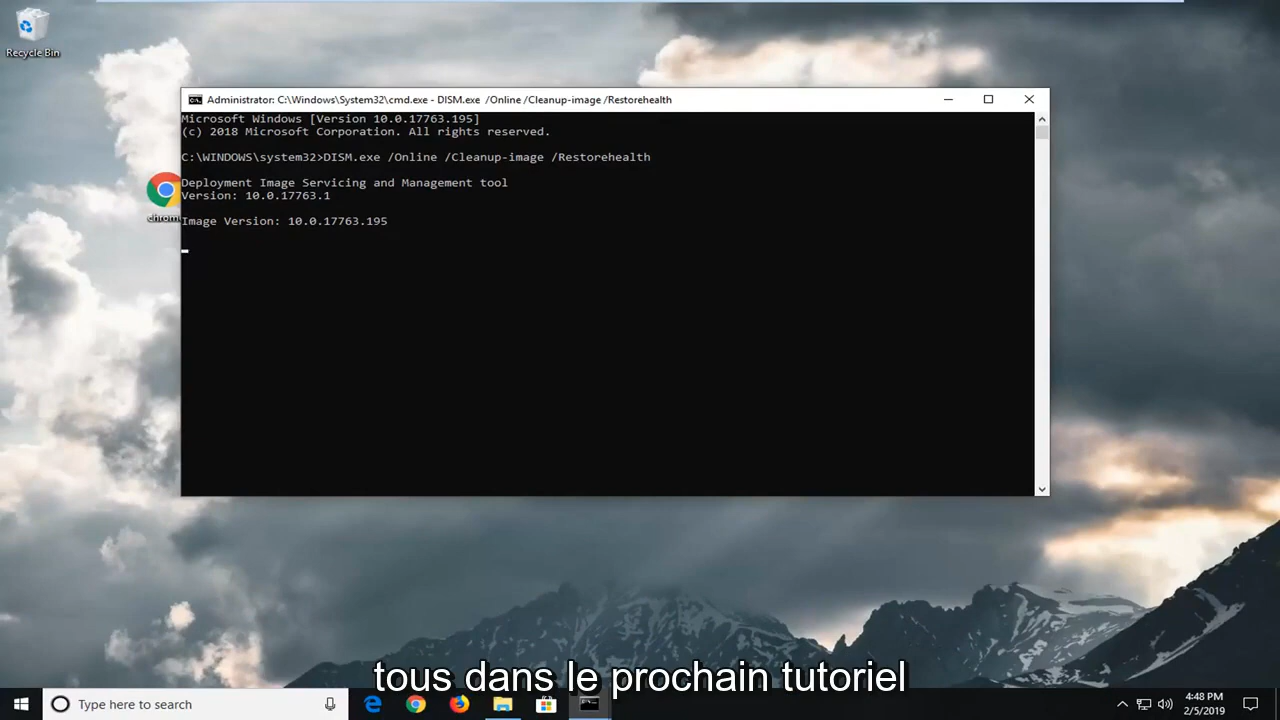 Recycle Bin
Administrator: C:\Windows\System32\cmd.exe - DISM.exe /Online /Cleanup-image /Restorehealth
Microsoft Windows [Version 10.0.17763.195]
(c) 2018 Microsoft Corporation. All rights reserved.
C:\WINDOWS\system32>DISM.exe /Online /Cleanup-image /Restorehealth
Deployment Image Servicing and Management tool
Version: 10.0.17763.1
Image Version: 10.0.17763.195
chrom
tous dans le prochain tutoriel
Type here to search
4:48 PM
2/5/2019